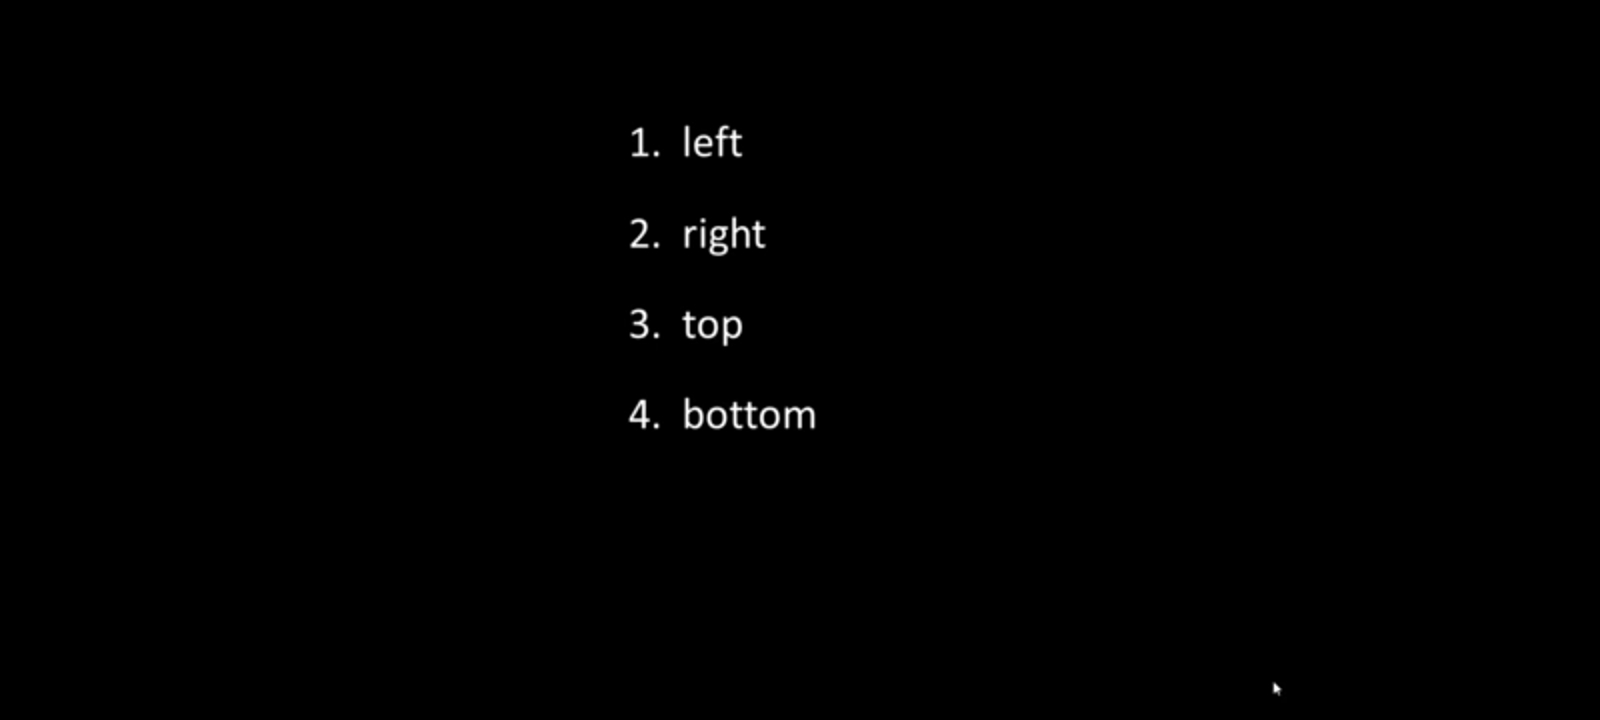 1. left
2. right
3. top
4. bottom